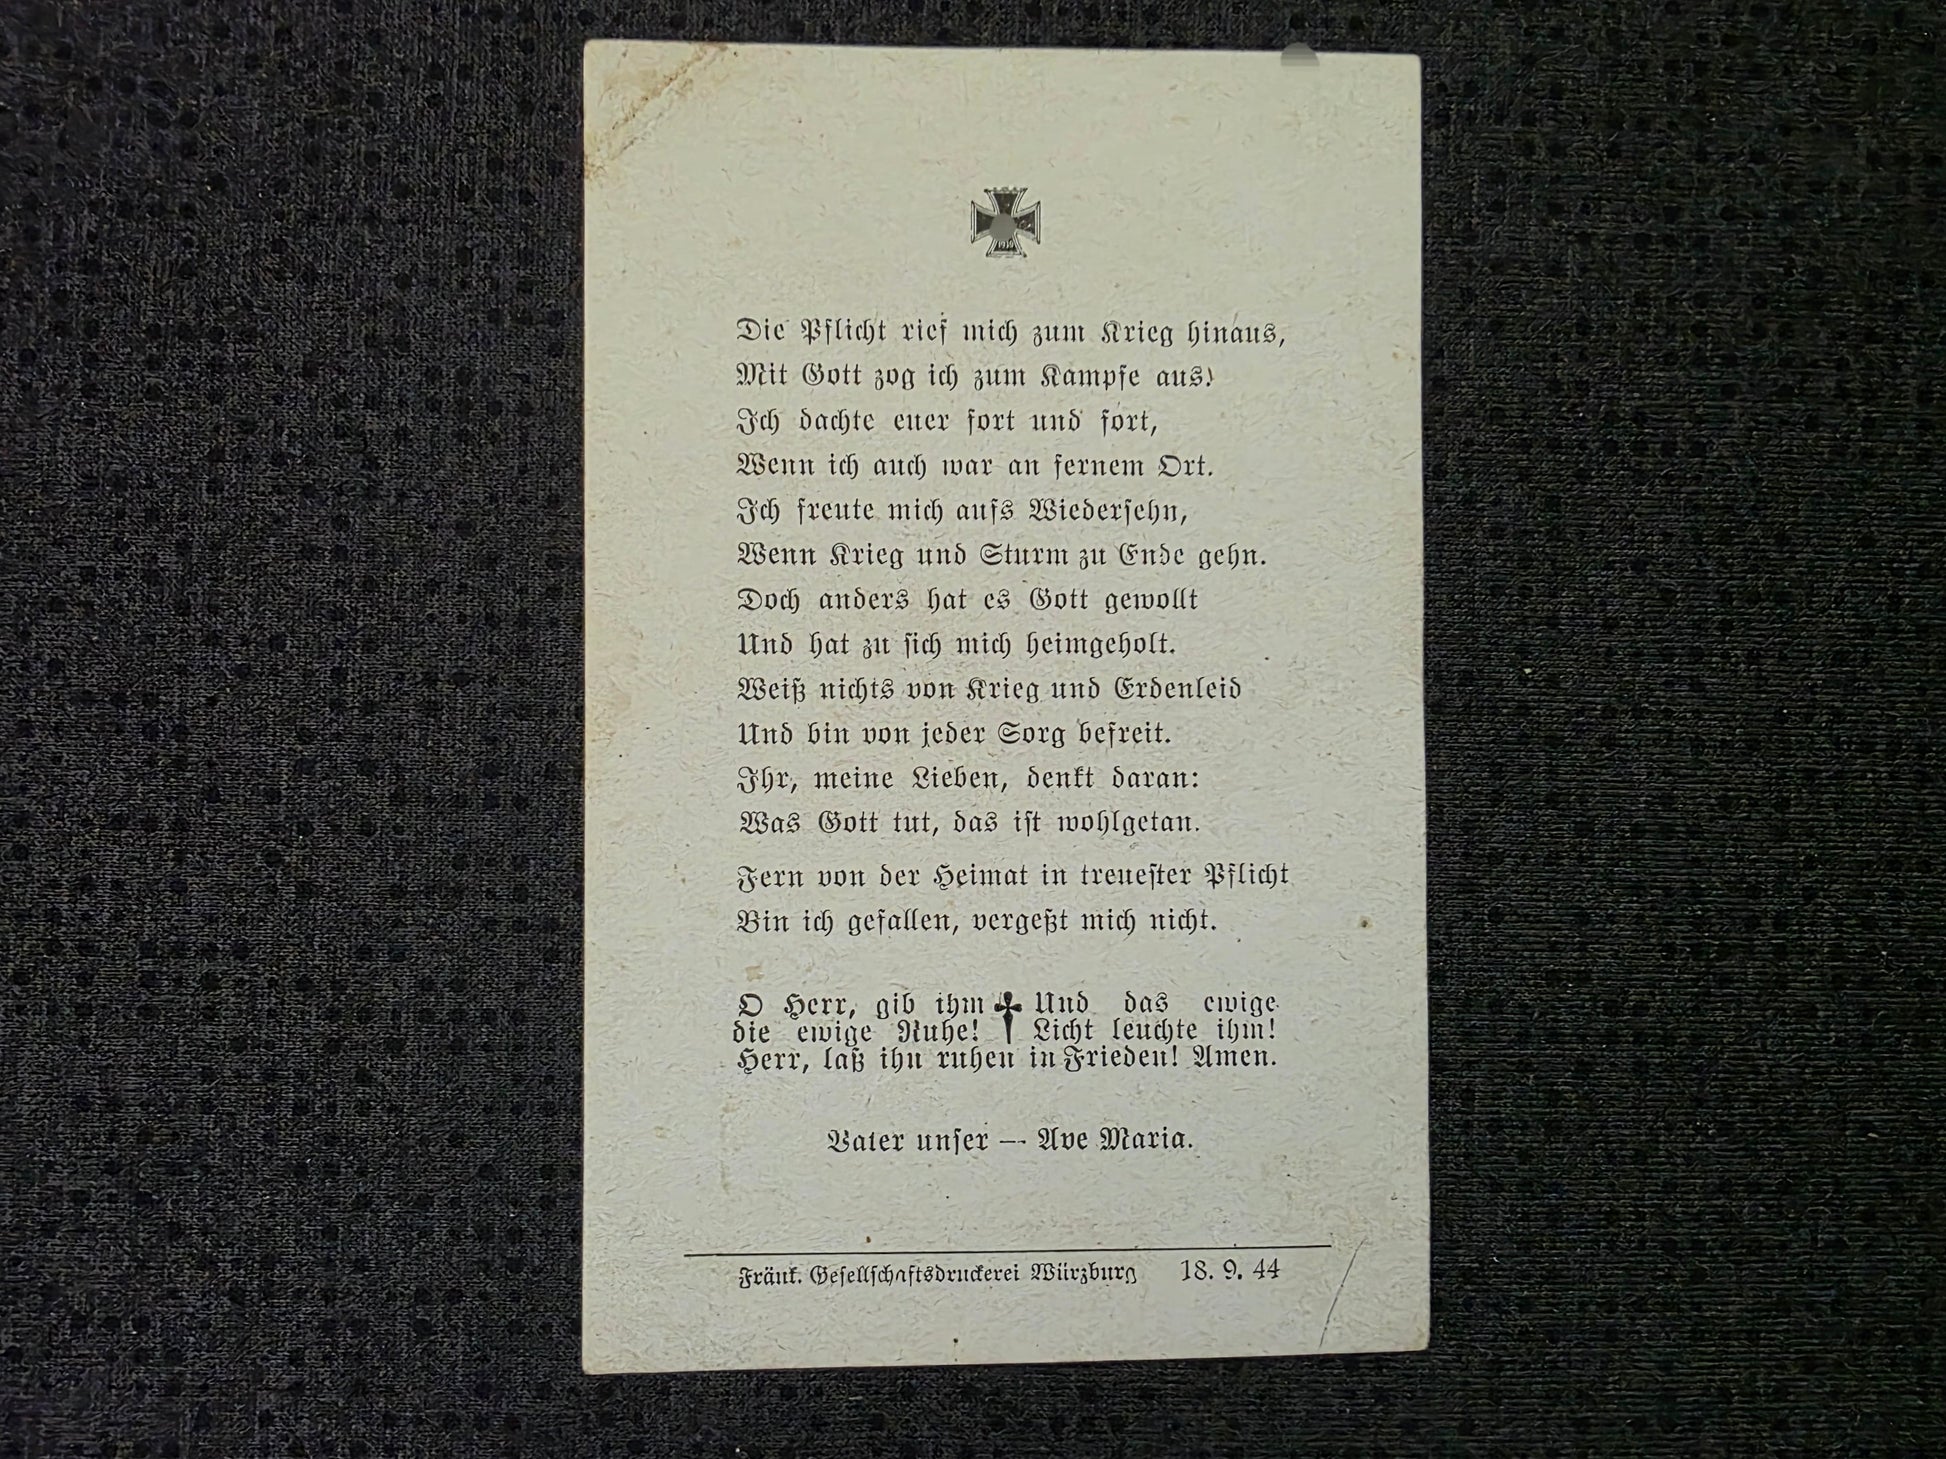 1939
Die Pflicht rief mich zum Krieg hinaus,
Mit Gott zog ich zum Kampfe aus.
Ich dachte euer fort und fort,
Wenn ich auch war an fernem Ort.
Ich freute mich aufs Wiedersehn,
Wenn Krieg und Sturm zu Ende gehn.
Doch anders hat es Gott gewollt
Und hat zu sich mich heimgeholt.
Weiß nichts von Krieg und Erdenleid
Und bin von jeder Sorg befreit.
Ihr, meine Lieben, denkt daran:
Was Gott tut, das ist wohlgetan.
Fern von der Heimat in treuester Pflicht
Bin ich gefallen, vergeßt mich nicht.
O Herr, gib ihm Und das ewige
die ewige Ruhe! Licht leuchte ihm!
Herr, laß ihn ruhen in Frieden! Amen.
Vater unser — Ave Maria.
Fränk. Gesellschaftsdruckerei Würzburg 18. 9. 44